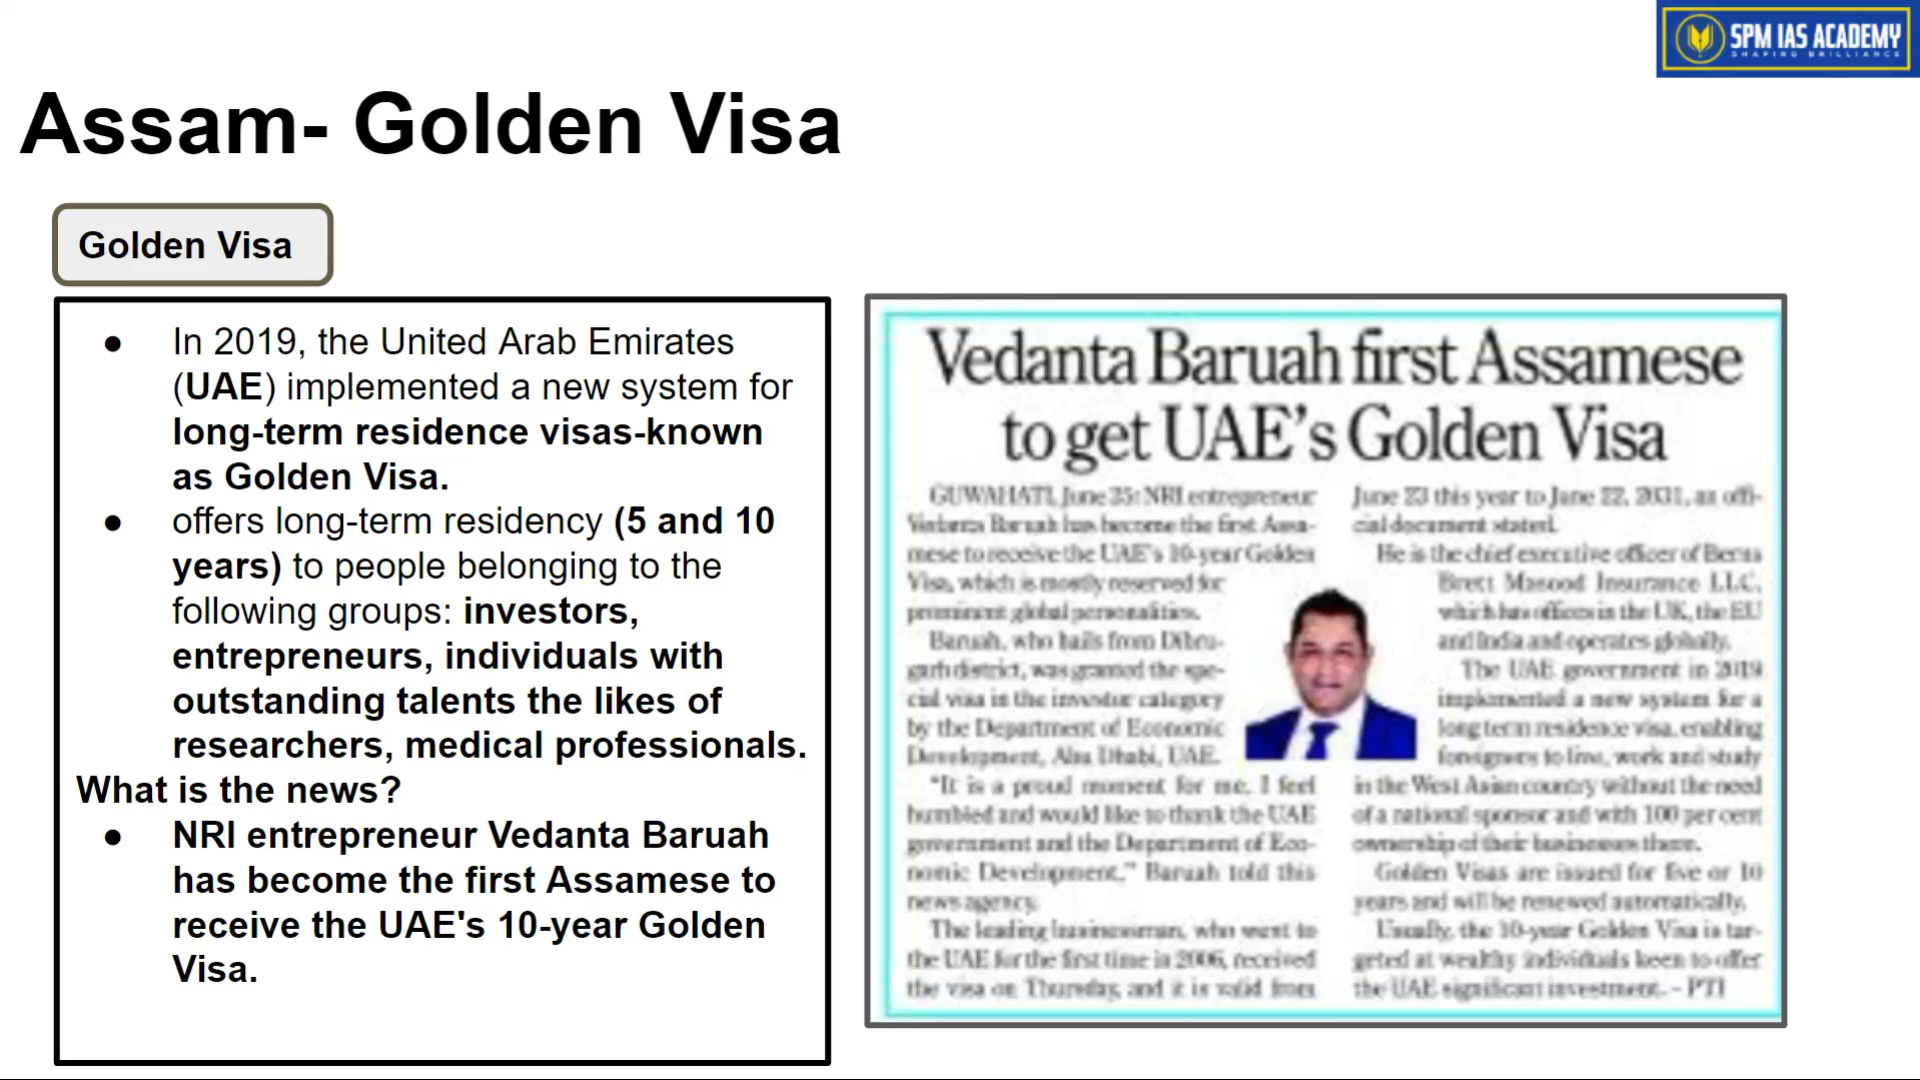 SPM IAS ACADEMY
SHAPING BRILLIANCE
Assam- Golden Visa
Golden Visa
● In 2019, the United Arab Emirates
(UAE) implemented a new system for
long-term residence visas-known
as Golden Visa.
● offers long-term residency (5 and 10
years) to people belonging to the
following groups: investors,
entrepreneurs, individuals with
outstanding talents the likes of
researchers, medical professionals.
What is the news?
● NRI entrepreneur Vedanta Baruah
has become the first Assamese to
receive the UAE's 10-year Golden
Visa.
Vedanta Baruah first Assamese
to get UAE’s Golden Visa
GUWAHATI, June 25: NRI entrepreneur
Vedanta Baruah has become the first Assa-
mese to receive the UAE's 10-year Golden
Visa, which is mostly reserved for
prominent global personalities.
Baruah, who hails from Dibru-
garh district, was granted the spe-
cial visa in the investor category
by the Department of Economic
Development, Abu Dhabi, UAE.
“It is a proud moment for me. I feel
humbled and would like to thank the UAE
government and the Department of Eco-
nomic Development,” Baruah told this
news agency.
The leading businessman, who went to
the UAE for the first time in 2006, received
the visa on Thursday, and it is valid from
June 23 this year to June 22, 2031, an offi-
cial document stated.
He is the chief executive officer of Berns
Brett Masood Insurance LLC,
which has offices in the UK, the EU
and India and operates globally.
The UAE government in 2019
implemented a new system for a
long term residence visa, enabling
foreigners to live, work and study
in the West Asian country without the need
of a national sponsor and with 100 per cent
ownership of their businesses there.
Golden Visas are issued for five or 10
years and will be renewed automatically.
Usually, the 10-year Golden Visa is tar-
geted at wealthy individuals keen to offer
the UAE significant investment. – PTI